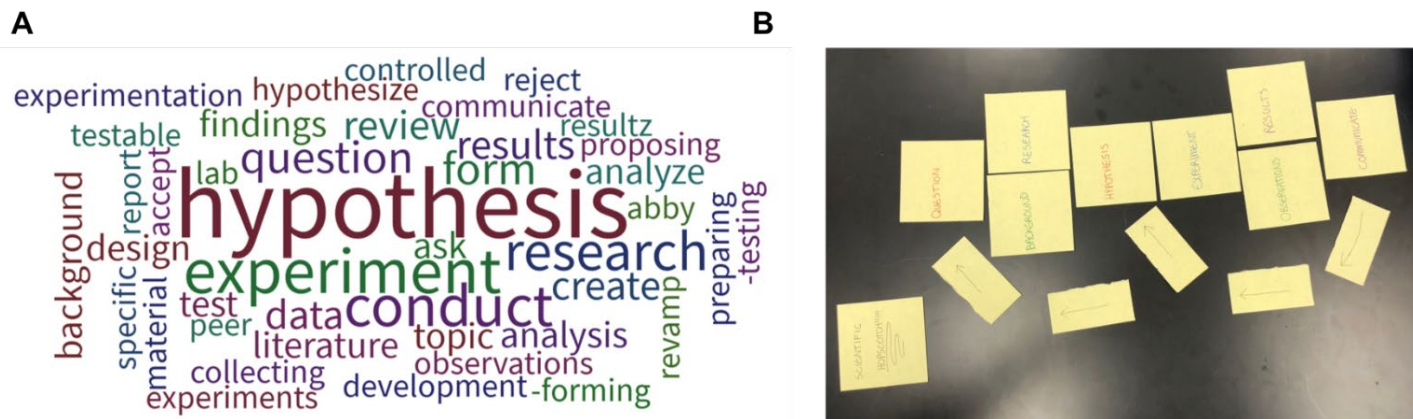 A
B
controlled
reject
experimentation
hypothesize
communicate
testable
findings
review
resultz
results
proposing
question
lab
form
analyze
report
accept
background
hypothesis
abby
preparing
-testing
design
ask
research
experiment
specific
material
create
test
conduct
data
peer
topic
analysis
revamp
literature
observations
collecting
development
-forming
experiments
QUESTION
RESEARCH
BACKGROUND
HYPOTHESIS
EXPERIMENT
RESULTS
OBSERVATIONS
COMMUNICATE
SCIENTIFIC
HOPSCOTCH